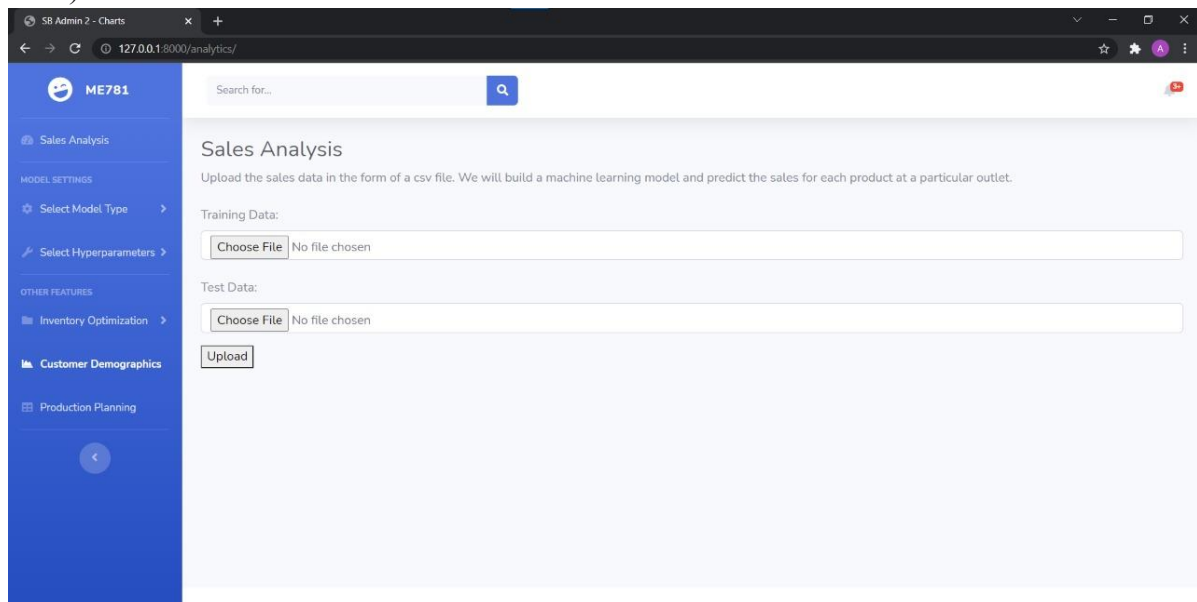 SB Admin 2 - Charts
127.0.0.1:8000/analytics/
A
ME781
Search for...
3+
Sales Analysis
MODEL SETTINGS
Select Model Type
Select Hyperparameters
OTHER FEATURES
Inventory Optimization
Customer Demographics
Production Planning
Sales Analysis
Upload the sales data in the form of a csv file. We will build a machine learning model and predict the sales for each product at a particular outlet.
Training Data:
Choose File No file chosen
Test Data:
Choose File No file chosen
Upload